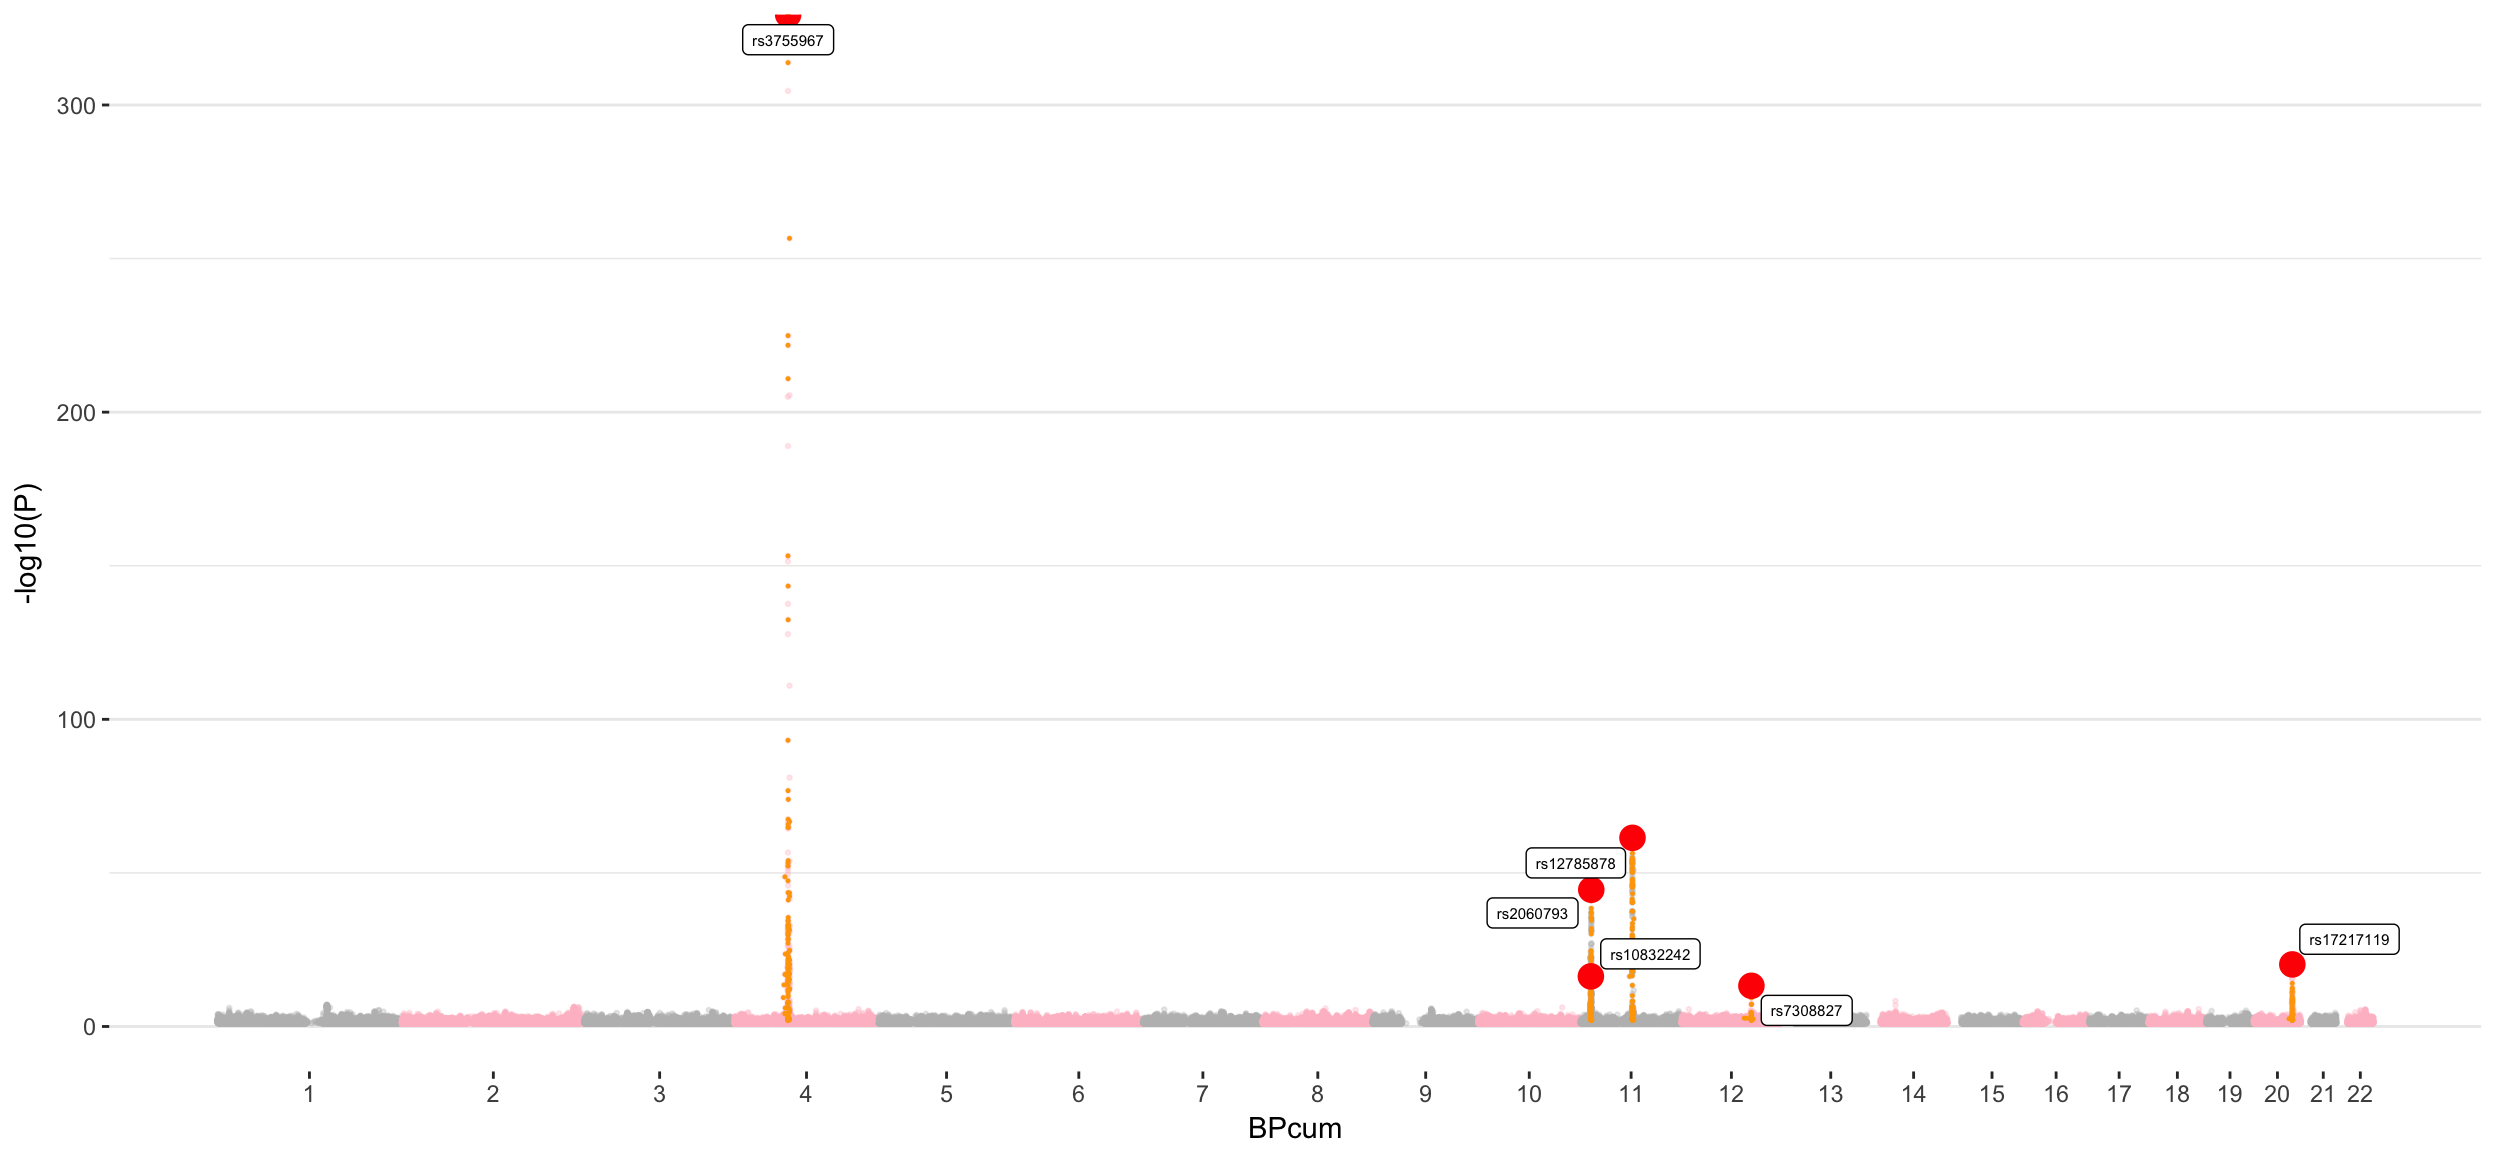 rs3755967
300
200
-log10(P)
100
rs12785878
rs2060793
rs17217119
rs10832242
rs7308827
0
1 2 3 4 5 6 7 8 9 10 11 12 13 14 15 16 17 18 19 20 21 22
BPcum